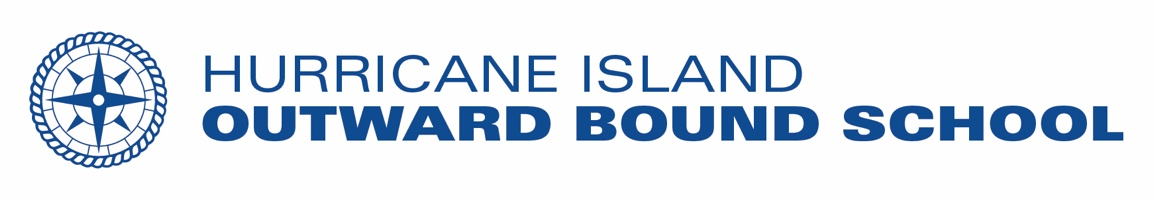 HURRICANE ISLAND
OUTWARD BOUND SCHOOL